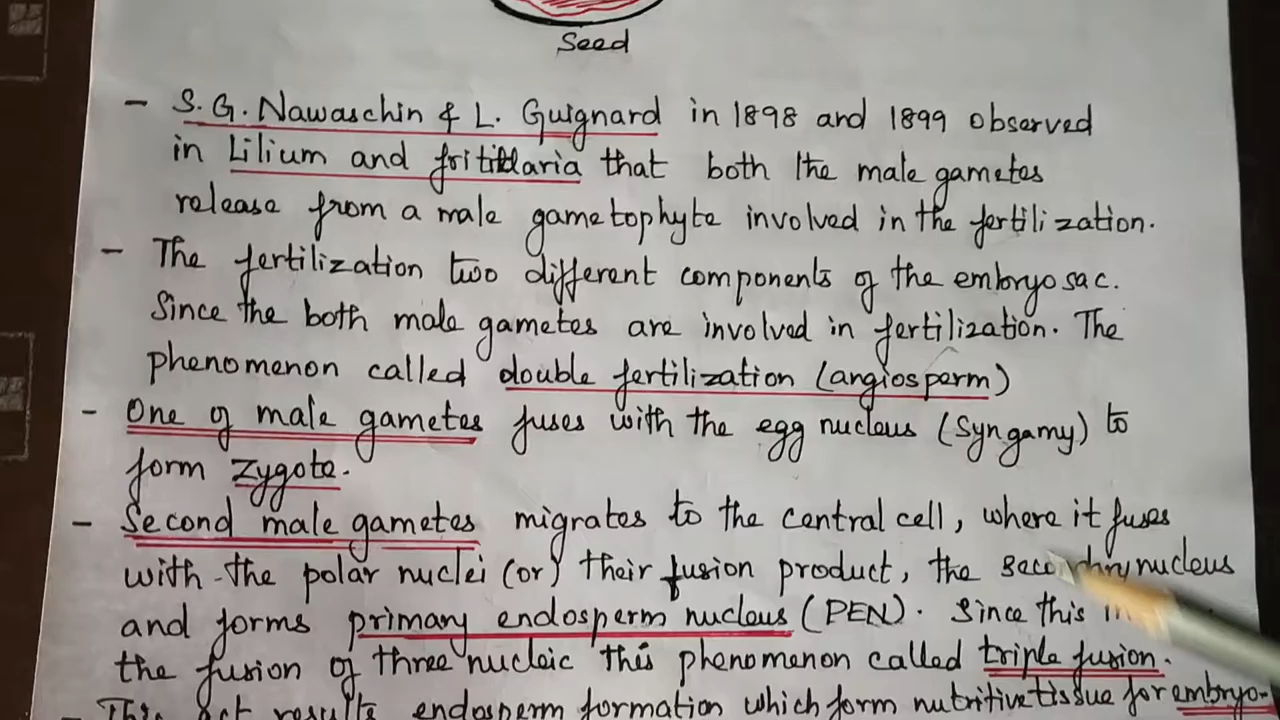 Seed
- S. G. Nawaschin & L. Guignard in 1898 and 1899 observed
in Lilium and fritillaria that both the male gametes
release from a male gametophyte involved in the fertilization.
- The fertilization two different components of the embryo sac.
Since the both male gametes are involved in fertilization. The
phenomenon called double fertilization (angiosperm)
- One of male gametes fuses with the egg nucleus (Syngamy) to
form zygote.
- Second male gametes migrates to the central cell, where it fuses
with the polar nuclei (or) their fusion product, the nucleus
and forms primary endosperm nucleus (PEN). Since this
the fusion of three nucleic this phenomenon called triple fusion.
- This act results endosperm formation which form nutritive tissue for embryo.